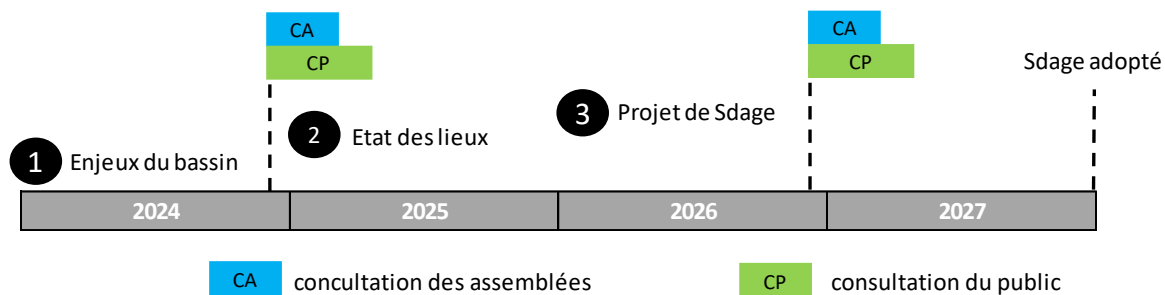 CA
CP
CA
CP
Sdage adopté
1 Enjeux du bassin
2 Etat des lieux
3 Projet de Sdage
2024 2025 2026 2027
CA concultation des assemblées
CP consultation du public